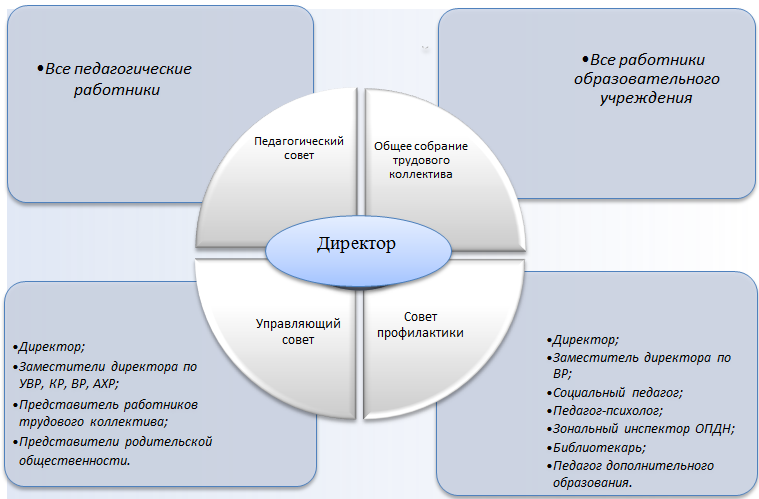 •Все педагогические
работники
•Все работники
образовательного
учреждения
Педагогический
совет
Общее собрание
трудового
коллектива
Директор
Управляющий
совет
Совет
профилактики
•Директор;
•Заместители директора по
УВР, КР, ВР, АХР;
•Представитель работников
трудового коллектива;
•Представители родительской
общественности.
•Директор;
•Заместитель директора по
ВР;
•Социальный педагог;
•Педагог-психолог;
•Зональный инспектор ОПДН;
•Библиотекарь;
•Педагог дополнительного
образования.